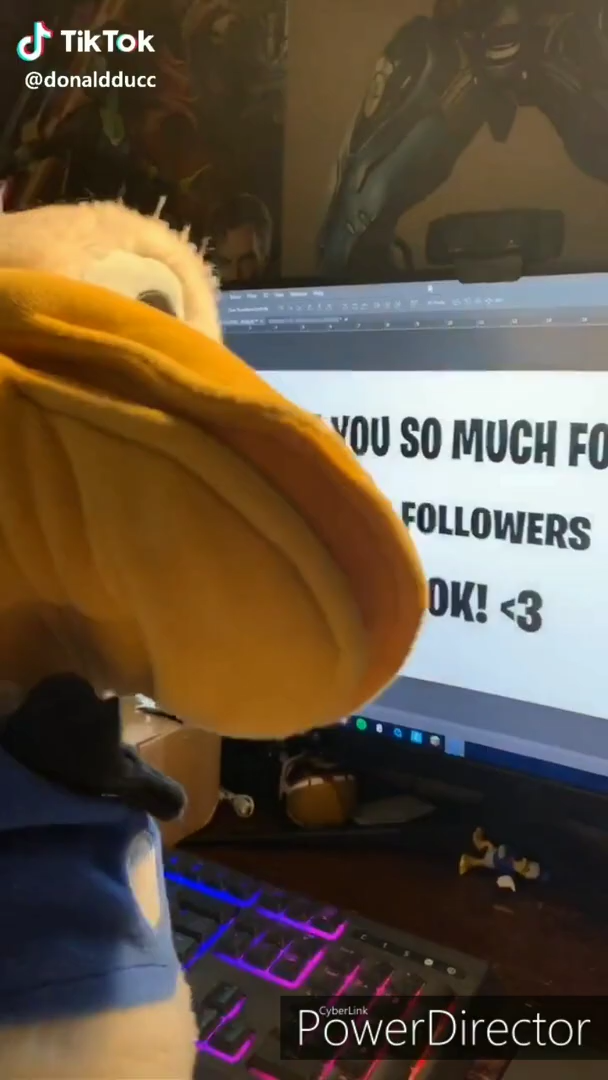 TikTok
@donaldducc
YOU SO MUCH FO
FOLLOWERS
OK! <3
CyberLink
PowerDirector